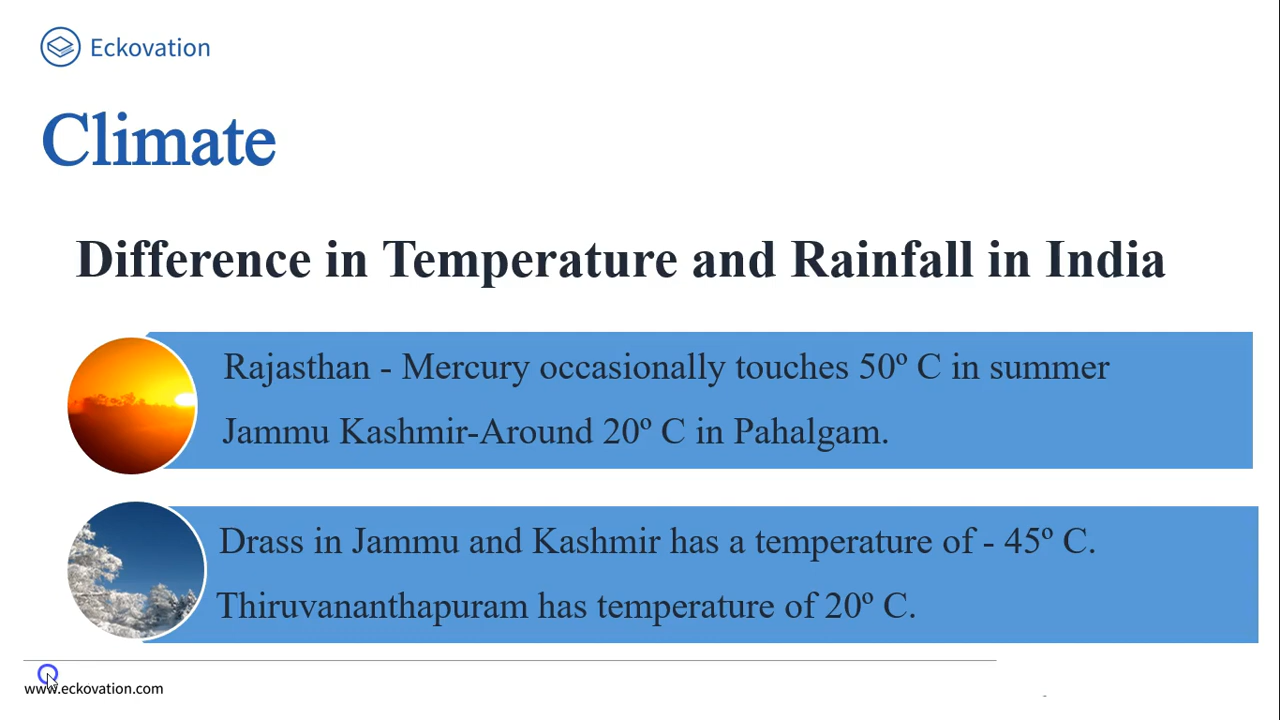 Eckovation
Climate
Difference in Temperature and Rainfall in India
Rajasthan - Mercury occasionally touches 50º C in summer
Jammu Kashmir-Around 20º C in Pahalgam.
Drass in Jammu and Kashmir has a temperature of - 45º C.
Thiruvananthapuram has temperature of 20º C.
www.eckovation.com